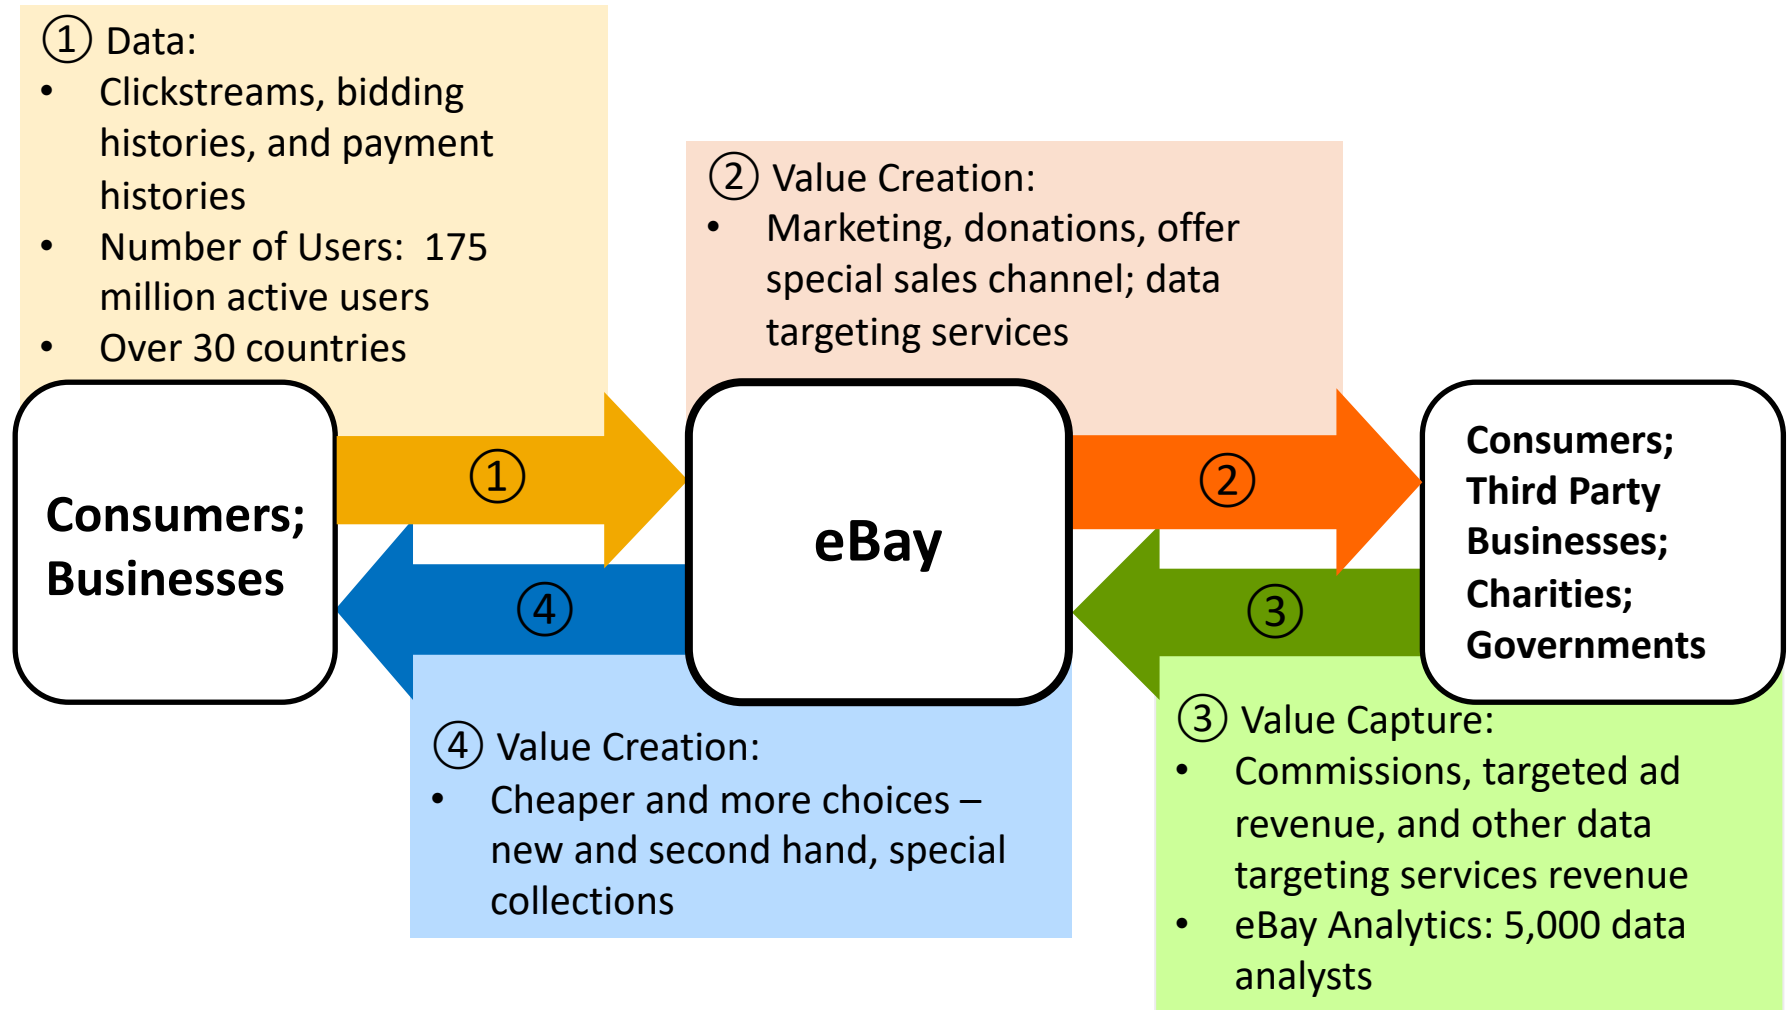 ① Data:
• Clickstreams, bidding
histories, and payment
histories
• Number of Users: 175
million active users
• Over 30 countries
② Value Creation:
• Marketing, donations, offer
special sales channel; data
targeting services
Consumers;
Businesses
①
④
eBay
②
③
Consumers;
Third Party
Businesses;
Charities;
Governments
④ Value Creation:
• Cheaper and more choices –
new and second hand, special
collections
③ Value Capture:
• Commissions, targeted ad
revenue, and other data
targeting services revenue
• eBay Analytics: 5,000 data
analysts